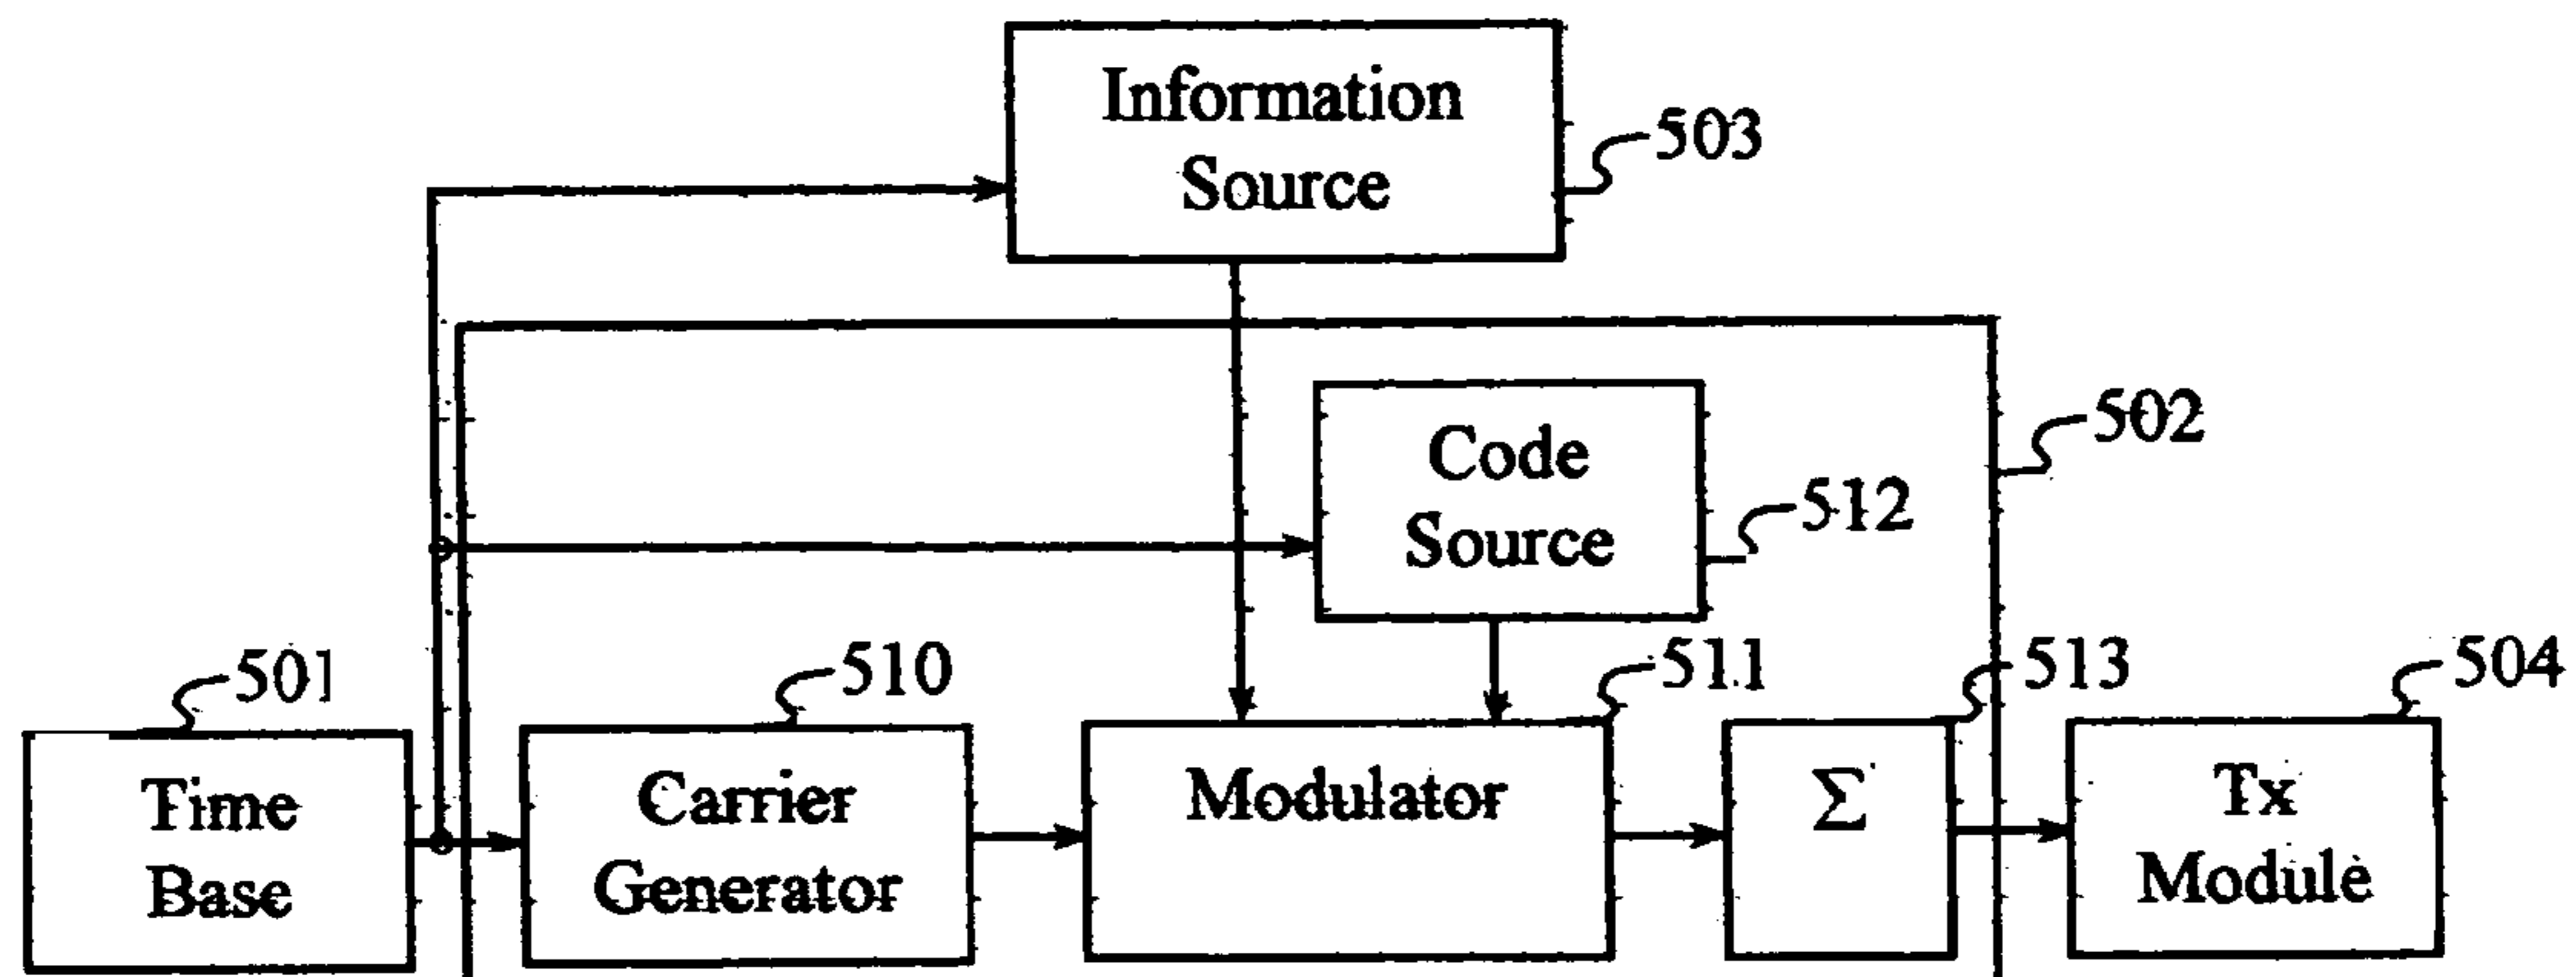 Information
Source
503
Code
Source
502
512
501
510
511
513
504
Time
Base
Carrier
Generator
Modulator
Σ
Tx
Module